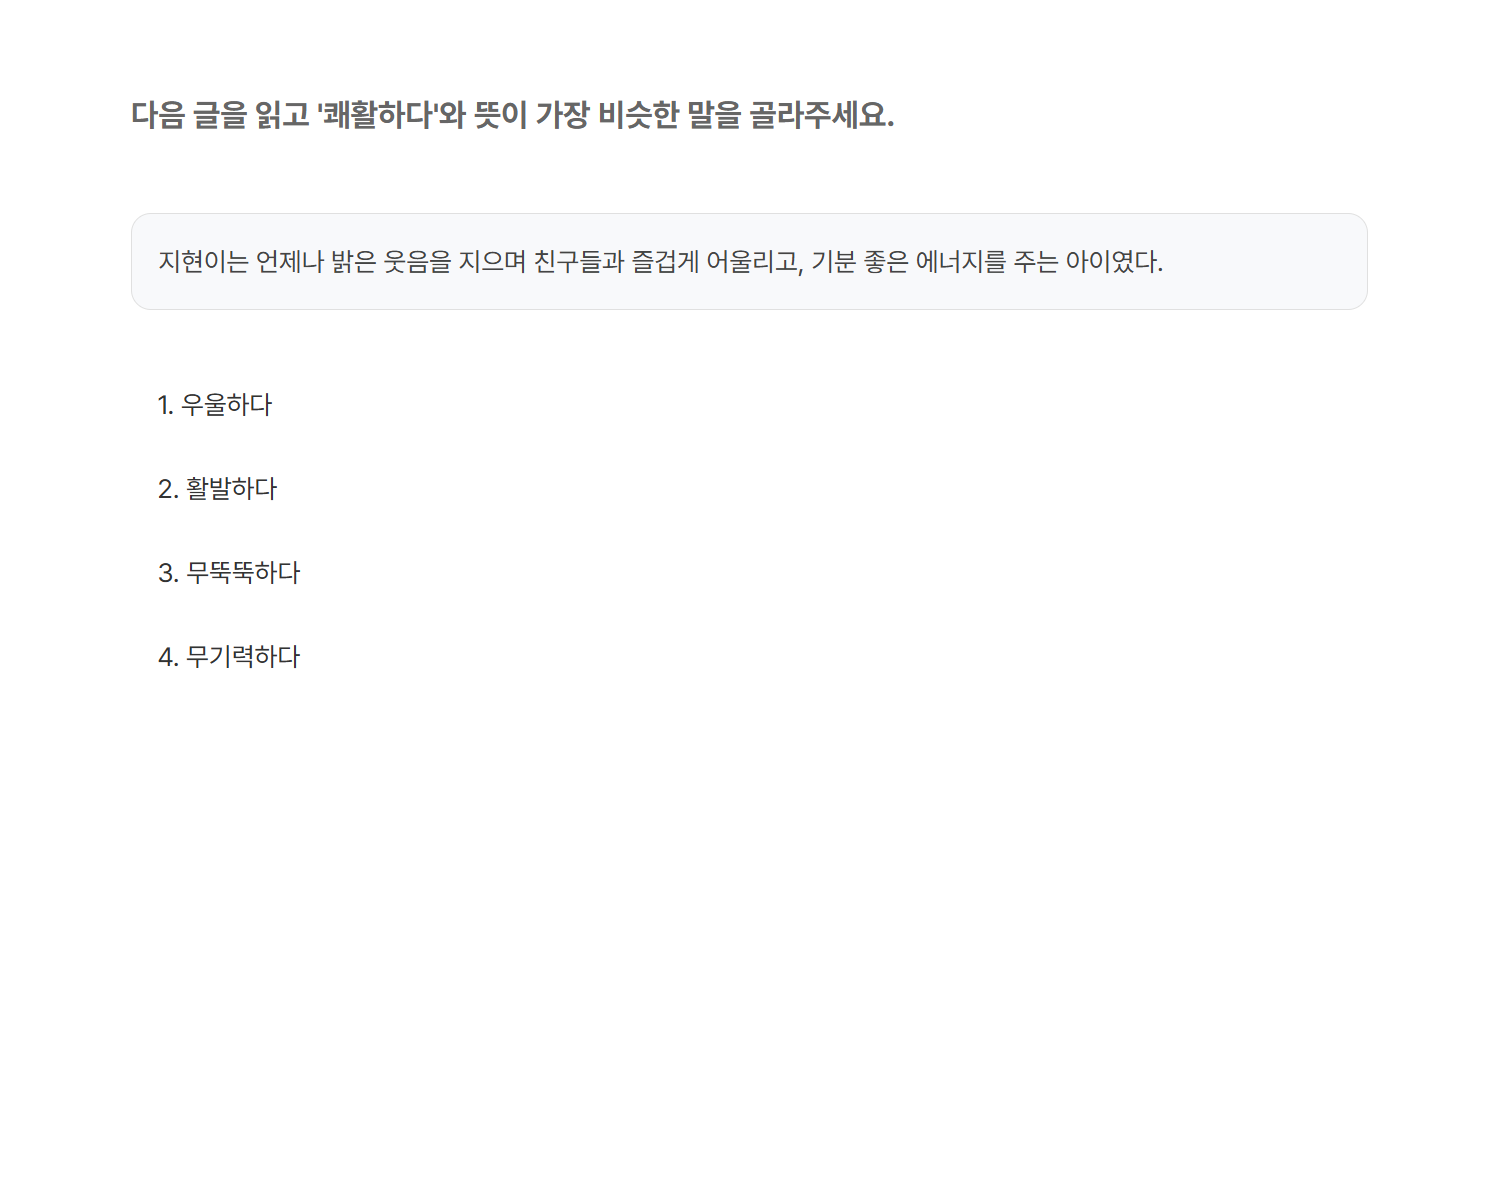 다음 글을 읽고 '쾌활하다'와 뜻이 가장 비슷한 말을 골라주세요.
지현이는 언제나 밝은 웃음을 지으며 친구들과 즐겁게 어울리고, 기분 좋은 에너지를 주는 아이였다.
1. 우울하다
2. 활발하다
3. 무뚝뚝하다
4. 무기력하다